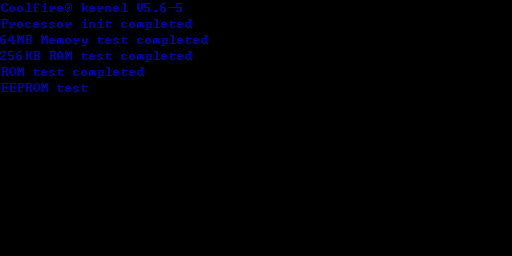 Coolfire® kernel V5.6-5
Processor init completed
64MB Memory test completed
256KB RAM test completed
ROM test completed
EEPROM test